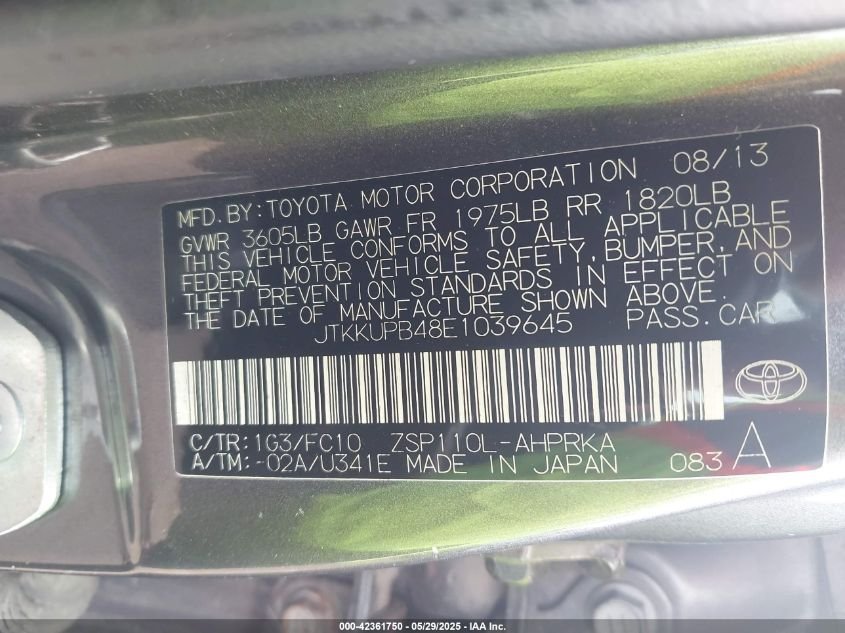 MFD. BY: TOYOTA MOTOR CORPORATION 08/13
GVWR 3605LB GAWR FR 1975LB RR 1820LB
THIS VEHICLE CONFORMS TO ALL APPLICABLE
FEDERAL MOTOR VEHICLE SAFETY, BUMPER, AND
THEFT PREVENTION STANDARDS IN EFFECT ON
THE DATE OF MANUFACTURE SHOWN ABOVE.
JTKKUPB48E1039645 PASS. CAR
C/TR: 1G3/FC10 ZSP110L-AHPRKA
A/TM: -02A/U341E MADE IN JAPAN 083 A
000-42361750 • 05/29/2025 - IAA Inc.